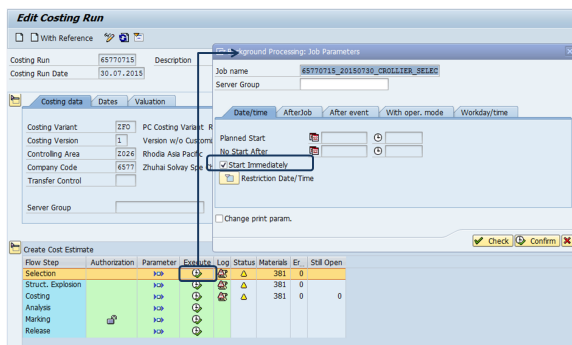 Edit Costing Run
With Reference
Costing Run 65770715 Description
Costing Run Date 30.07.2015
Costing data Dates Valuation
Costing Variant ZFO PC Costing Variant R
Costing Version 1 Version w/o Customi
Controlling Area Z026 Rhodia Asia Pacific
Company Code 6577 Zhuhai Solvay Spe Ch
Transfer Control
Server Group
Background Processing: Job Parameters
Job name 65770715_20150730_CROLLIER_SELEC
Server Group
Date/time AfterJob After event With oper. mode Workday/time
Planned Start
No Start After
Start Immediately
Restriction Date/Time
Change print param.
Check Confirm
Create Cost Estimate
Flow Step Authorization Parameter Execute Log Status Materials Er_ Still Open
Selection 381 0
Struct. Explosion 381 0
Costing 381 0 0
Analysis
Marking
Release